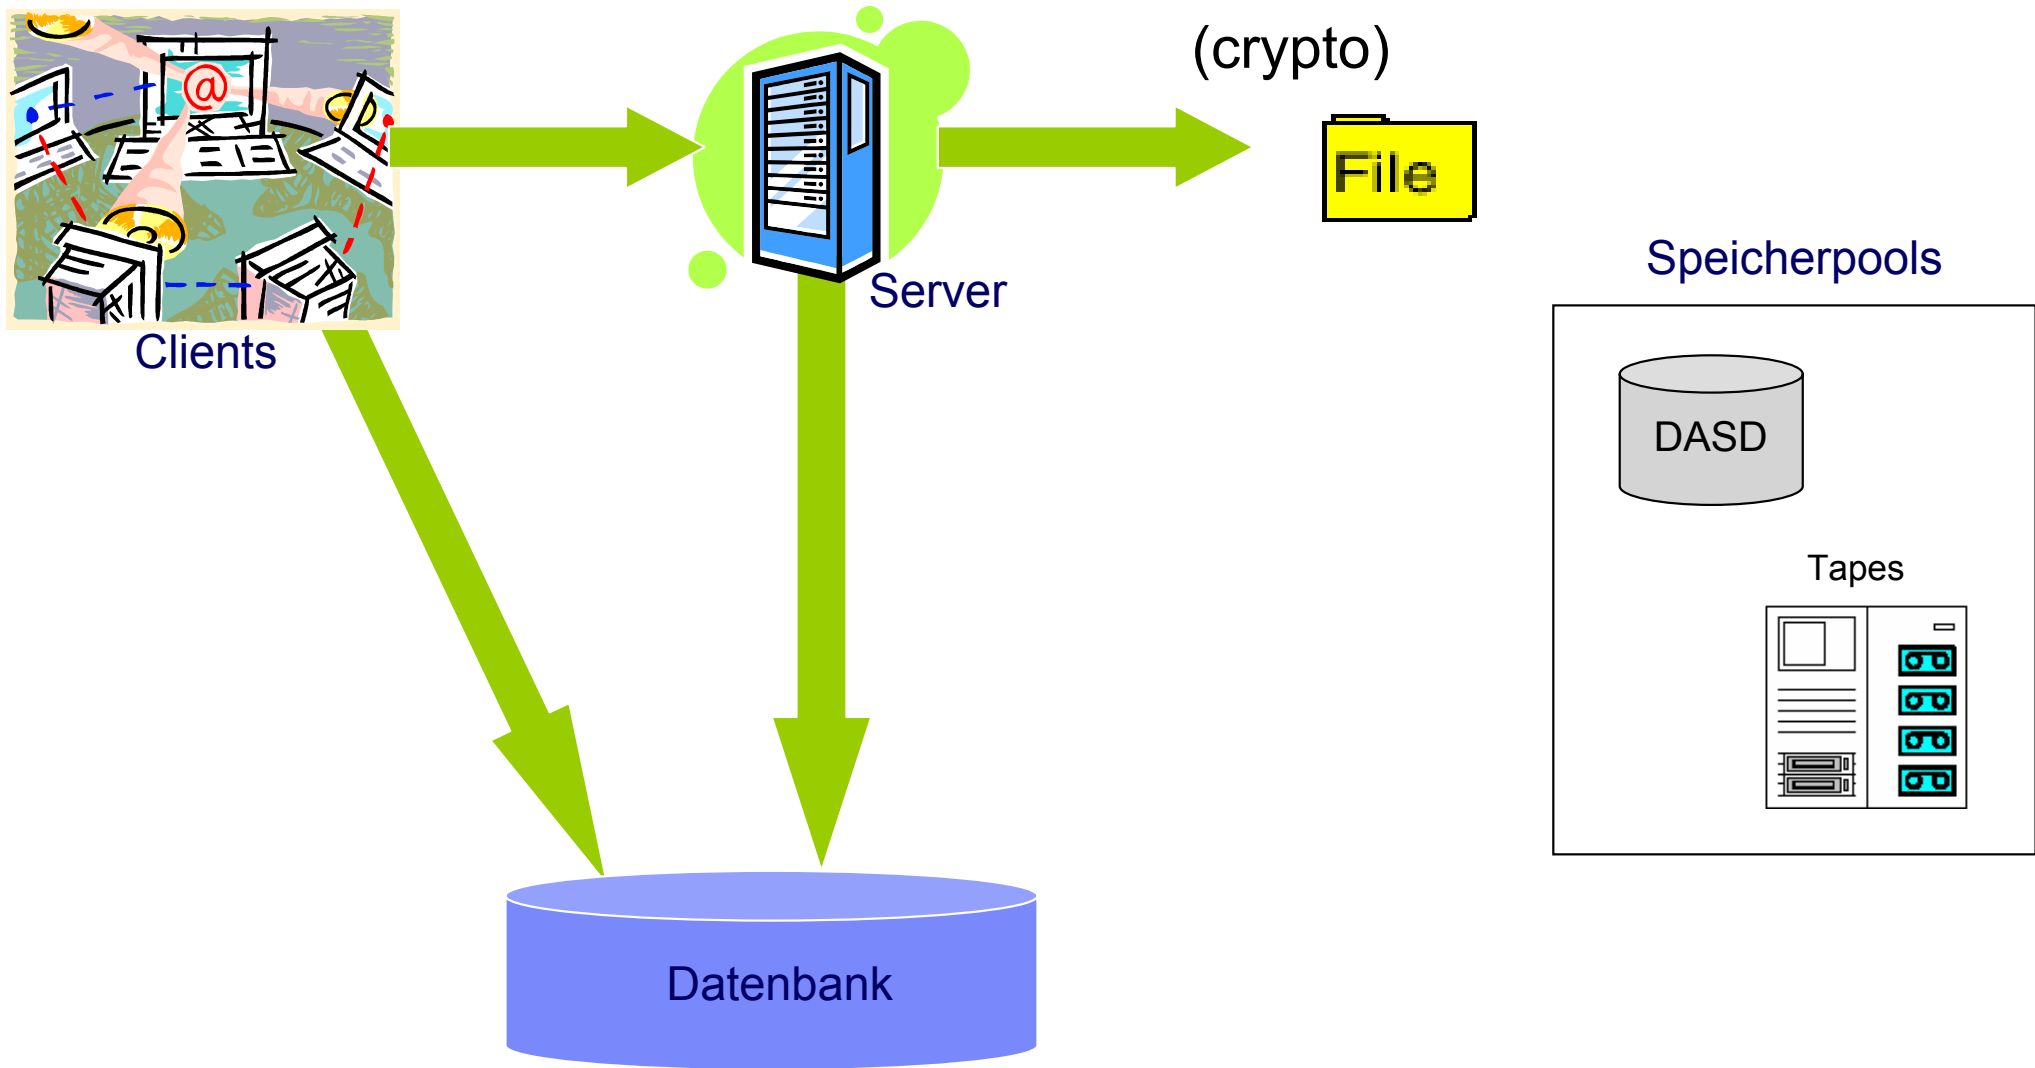 @
(crypto)
File
Speicherpools
Server
Clients
DASD
Tapes
Datenbank